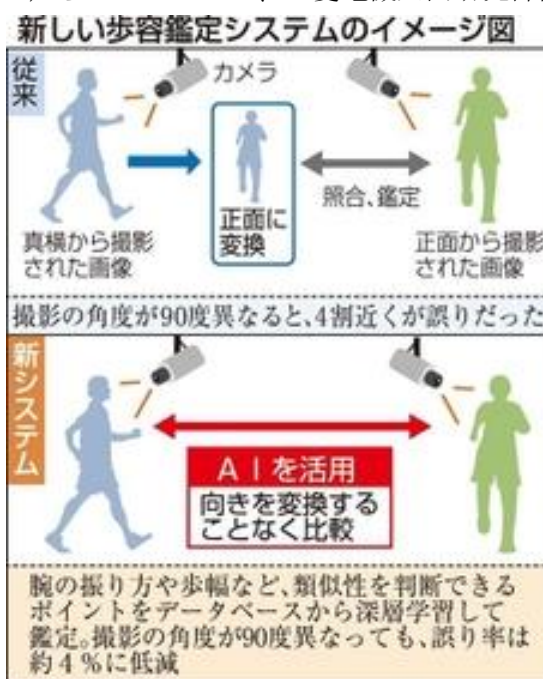 新しい歩容鑑定システムのイメージ図
従来
カメラ
正面に
変換
照合、鑑定
真横から撮影
された画像
正面から撮影
された画像
撮影の角度が90度異なると、4割近くが誤りだった
新システム
AIを活用
向きを変換する
ことなく比較
腕の振り方や歩幅など、類似性を判断できる
ポイントをデータベースから深層学習して
鑑定。撮影の角度が90度異なっても、誤り率は
約4%に低減